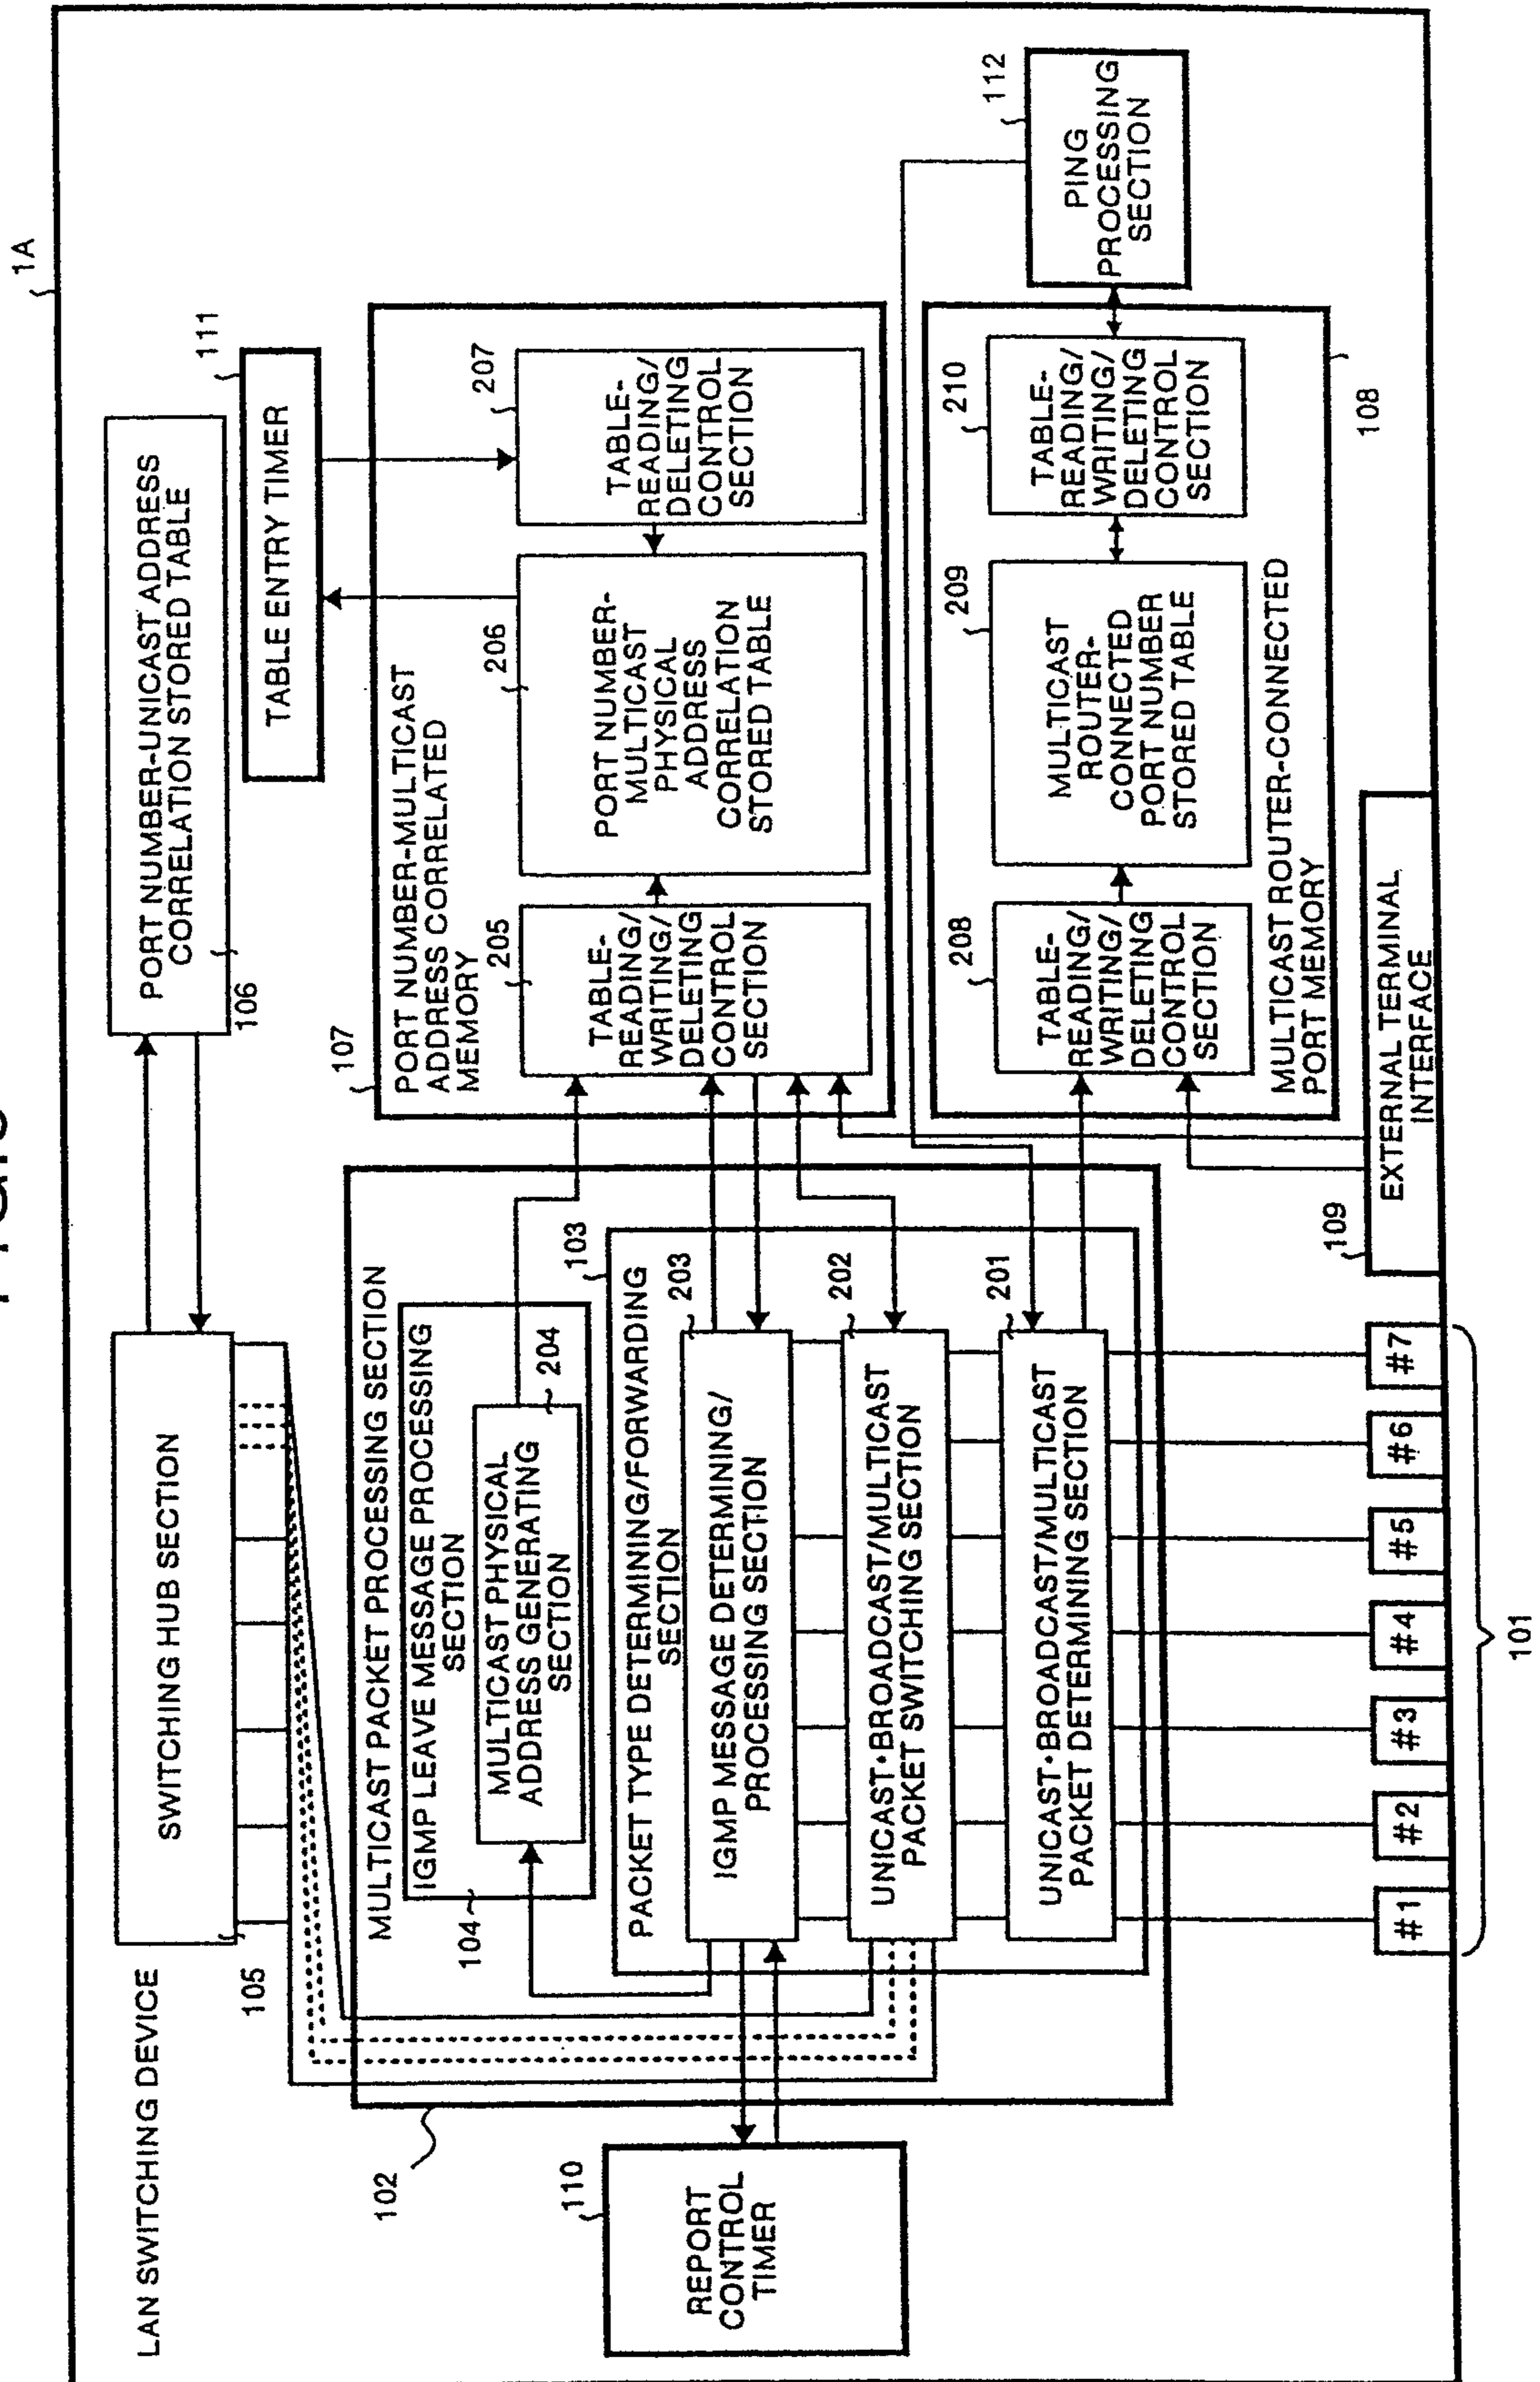 1A
LAN SWITCHING DEVICE
105
SWITCHING HUB SECTION
PORT NUMBER-UNICAST ADDRESS
CORRELATION STORED TABLE
106
111
TABLE ENTRY TIMER
102
MULTICAST PACKET PROCESSING SECTION
IGMP LEAVE MESSAGE PROCESSING
SECTION
104
MULTICAST PHYSICAL
ADDRESS GENERATING
SECTION
204
103
PACKET TYPE DETERMINING/FORWARDING
SECTION
203
IGMP MESSAGE DETERMINING/
PROCESSING SECTION
202
UNICAST•BROADCAST/MULTICAST
PACKET SWITCHING SECTION
201
UNICAST•BROADCAST/MULTICAST
PACKET DETERMINING SECTION
110
REPORT
CONTROL
TIMER
107
PORT NUMBER-MULTICAST
ADDRESS CORRELATED
MEMORY
205
TABLE-
READING/
WRITING/
DELETING
CONTROL
SECTION
206
PORT NUMBER-
MULTICAST
PHYSICAL
ADDRESS
CORRELATION
STORED TABLE
207
TABLE-
READING/
DELETING
CONTROL
SECTION
208
TABLE-
READING/
WRITING/
DELETING
CONTROL
SECTION
209
MULTICAST
ROUTER-
CONNECTED
PORT NUMBER
STORED TABLE
210
TABLE-
READING/
WRITING/
DELETING
CONTROL
SECTION
MULTICAST ROUTER-CONNECTED
PORT MEMORY
108
112
PING
PROCESSING
SECTION
109
EXTERNAL TERMINAL
INTERFACE
#1
#2
#3
#4
#5
#6
#7
101